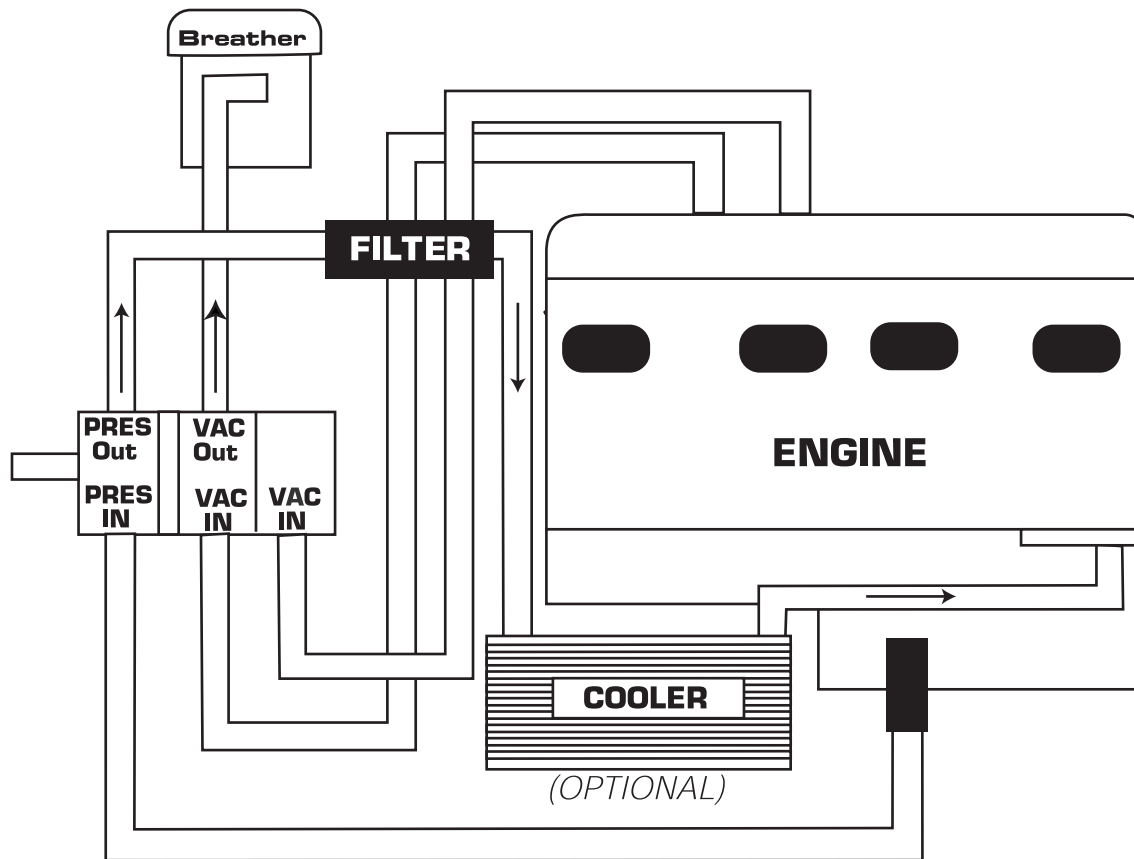 Breather
FILTER
PRES
Out
VAC
Out
ENGINE
PRES
IN
VAC
IN
VAC
IN
COOLER
(OPTIONAL)